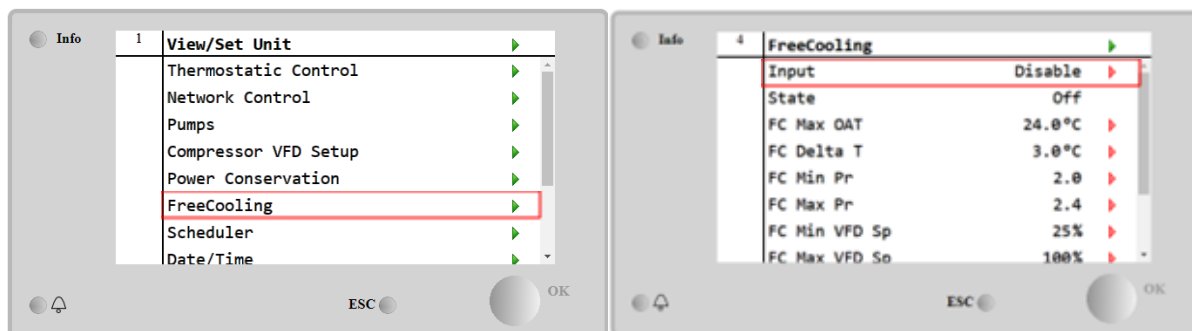 Info
1 View/Set Unit
Thermostatic Control
Network Control
Pumps
Compressor VFD Setup
Power Conservation
FreeCooling
Scheduler
Date/Time
ESC
OK
Info
4 FreeCooling
Input Disable
State Off
FC Max OAT 24.0°C
FC Delta T 3.0°C
FC Min Pr 2.0
FC Max Pr 2.4
FC Min VFD Sp 25%
FC Max VFD Sp 100%
ESC
OK